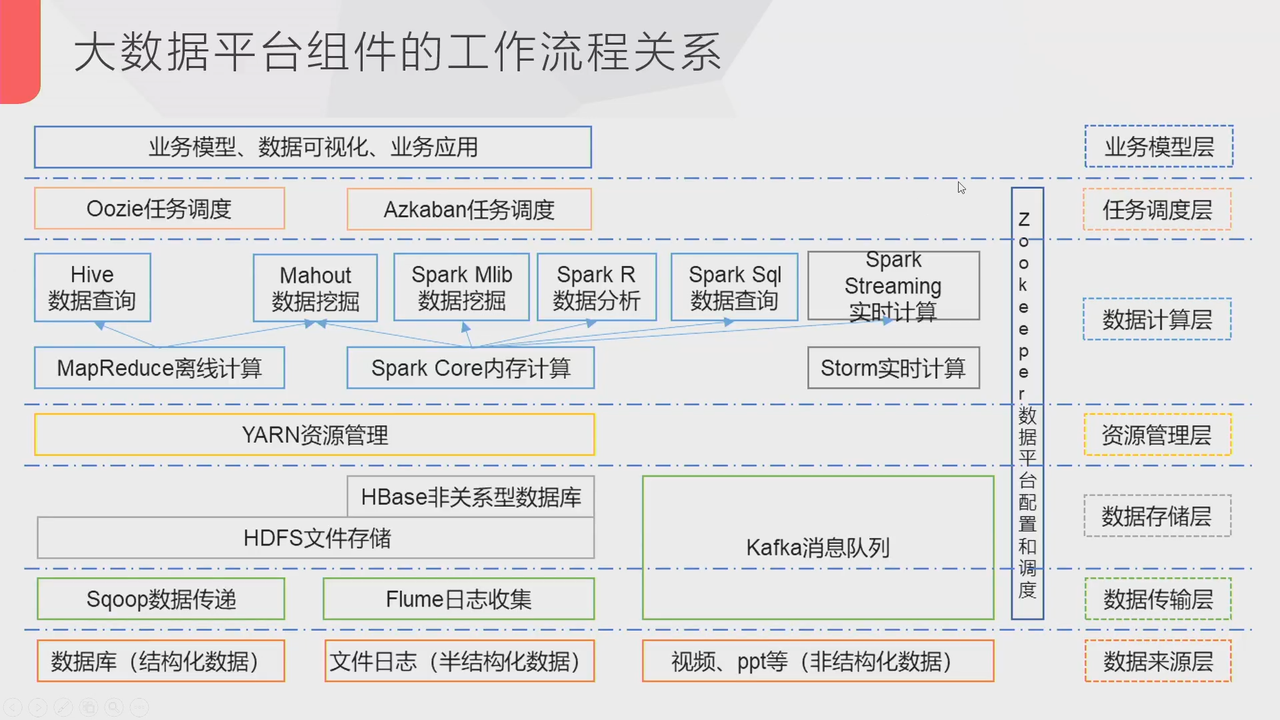 大数据平台组件的工作流程关系
业务模型、数据可视化、业务应用
业务模型层
Oozie任务调度
Azkaban任务调度
任务调度层
Hive
数据查询
Mahout
数据挖掘
Spark Mlib
数据挖掘
Spark R
数据分析
Spark Sql
数据查询
Spark
Streaming
实时计算
数据计算层
MapReduce离线计算
Spark Core内存计算
Storm实时计算
Zookeeper数据平台配置和调度
YARN资源管理
资源管理层
HBase非关系型数据库
HDFS文件存储
Kafka消息队列
数据存储层
Sqoop数据传递
Flume日志收集
数据传输层
数据库（结构化数据）
文件日志（半结构化数据）
视频、ppt等（非结构化数据）
数据来源层